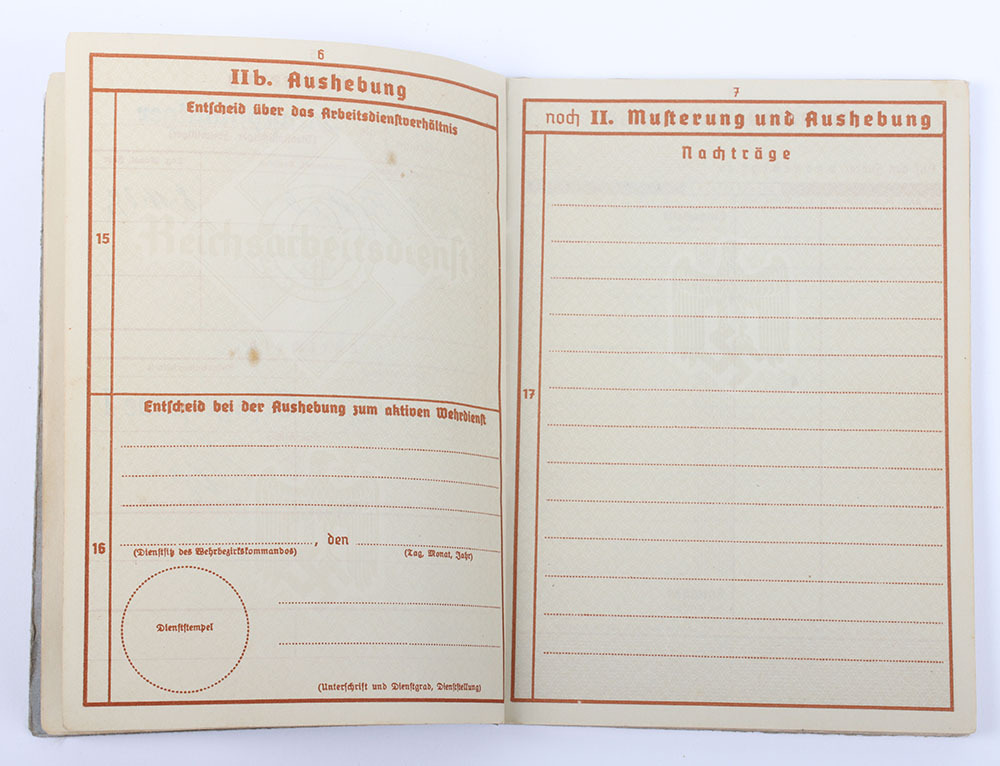 6
IIb. Aushebung
Entscheid über das Arbeitsdienstverhältnis
15
Reichsarbeitsdienst
Entscheid bei der Aushebung zum aktiven Wehrdienst
16
, den
(Dienstsitz des Wehrbezirkskommandos) (Tag, Monat, Jahr)
Dienststempel
(Unterschrift und Dienstgrad, Dienststellung)
7
noch II. Musterung und Aushebung
Nachträge
17